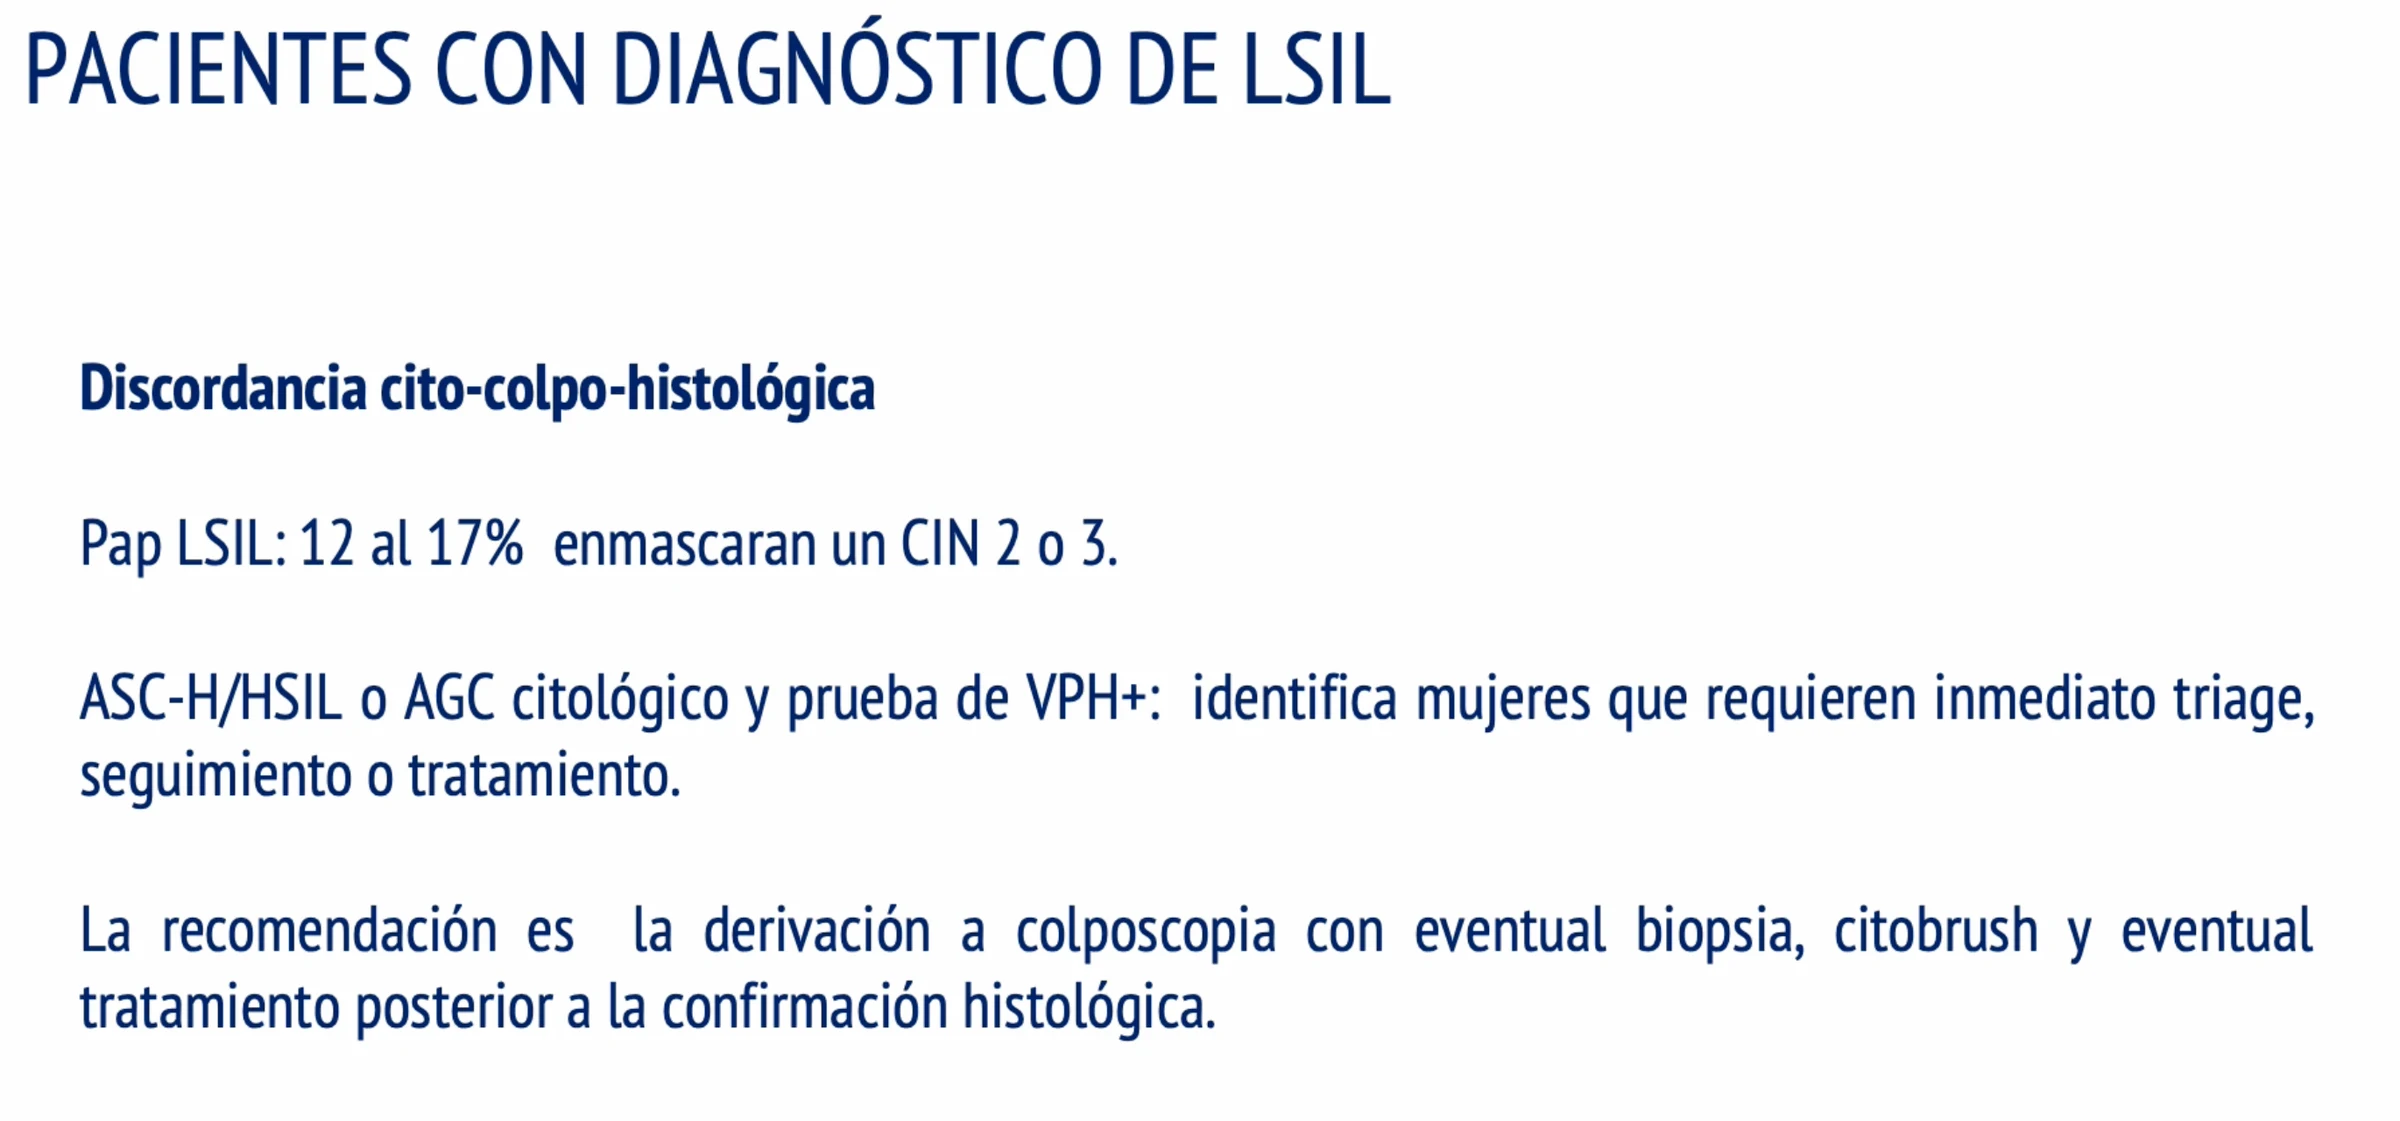 PACIENTES CON DIAGNÓSTICO DE LSIL
Discordancia cito-colpo-histológica
Pap LSIL: 12 al 17% enmascaran un CIN 2 o 3.
ASC-H/HSIL o AGC citológico y prueba de VPH+: identifica mujeres que requieren inmediato triage,
seguimiento o tratamiento.
La recomendación es la derivación a colposcopia con eventual biopsia, citobrush y eventual
tratamiento posterior a la confirmación histológica.